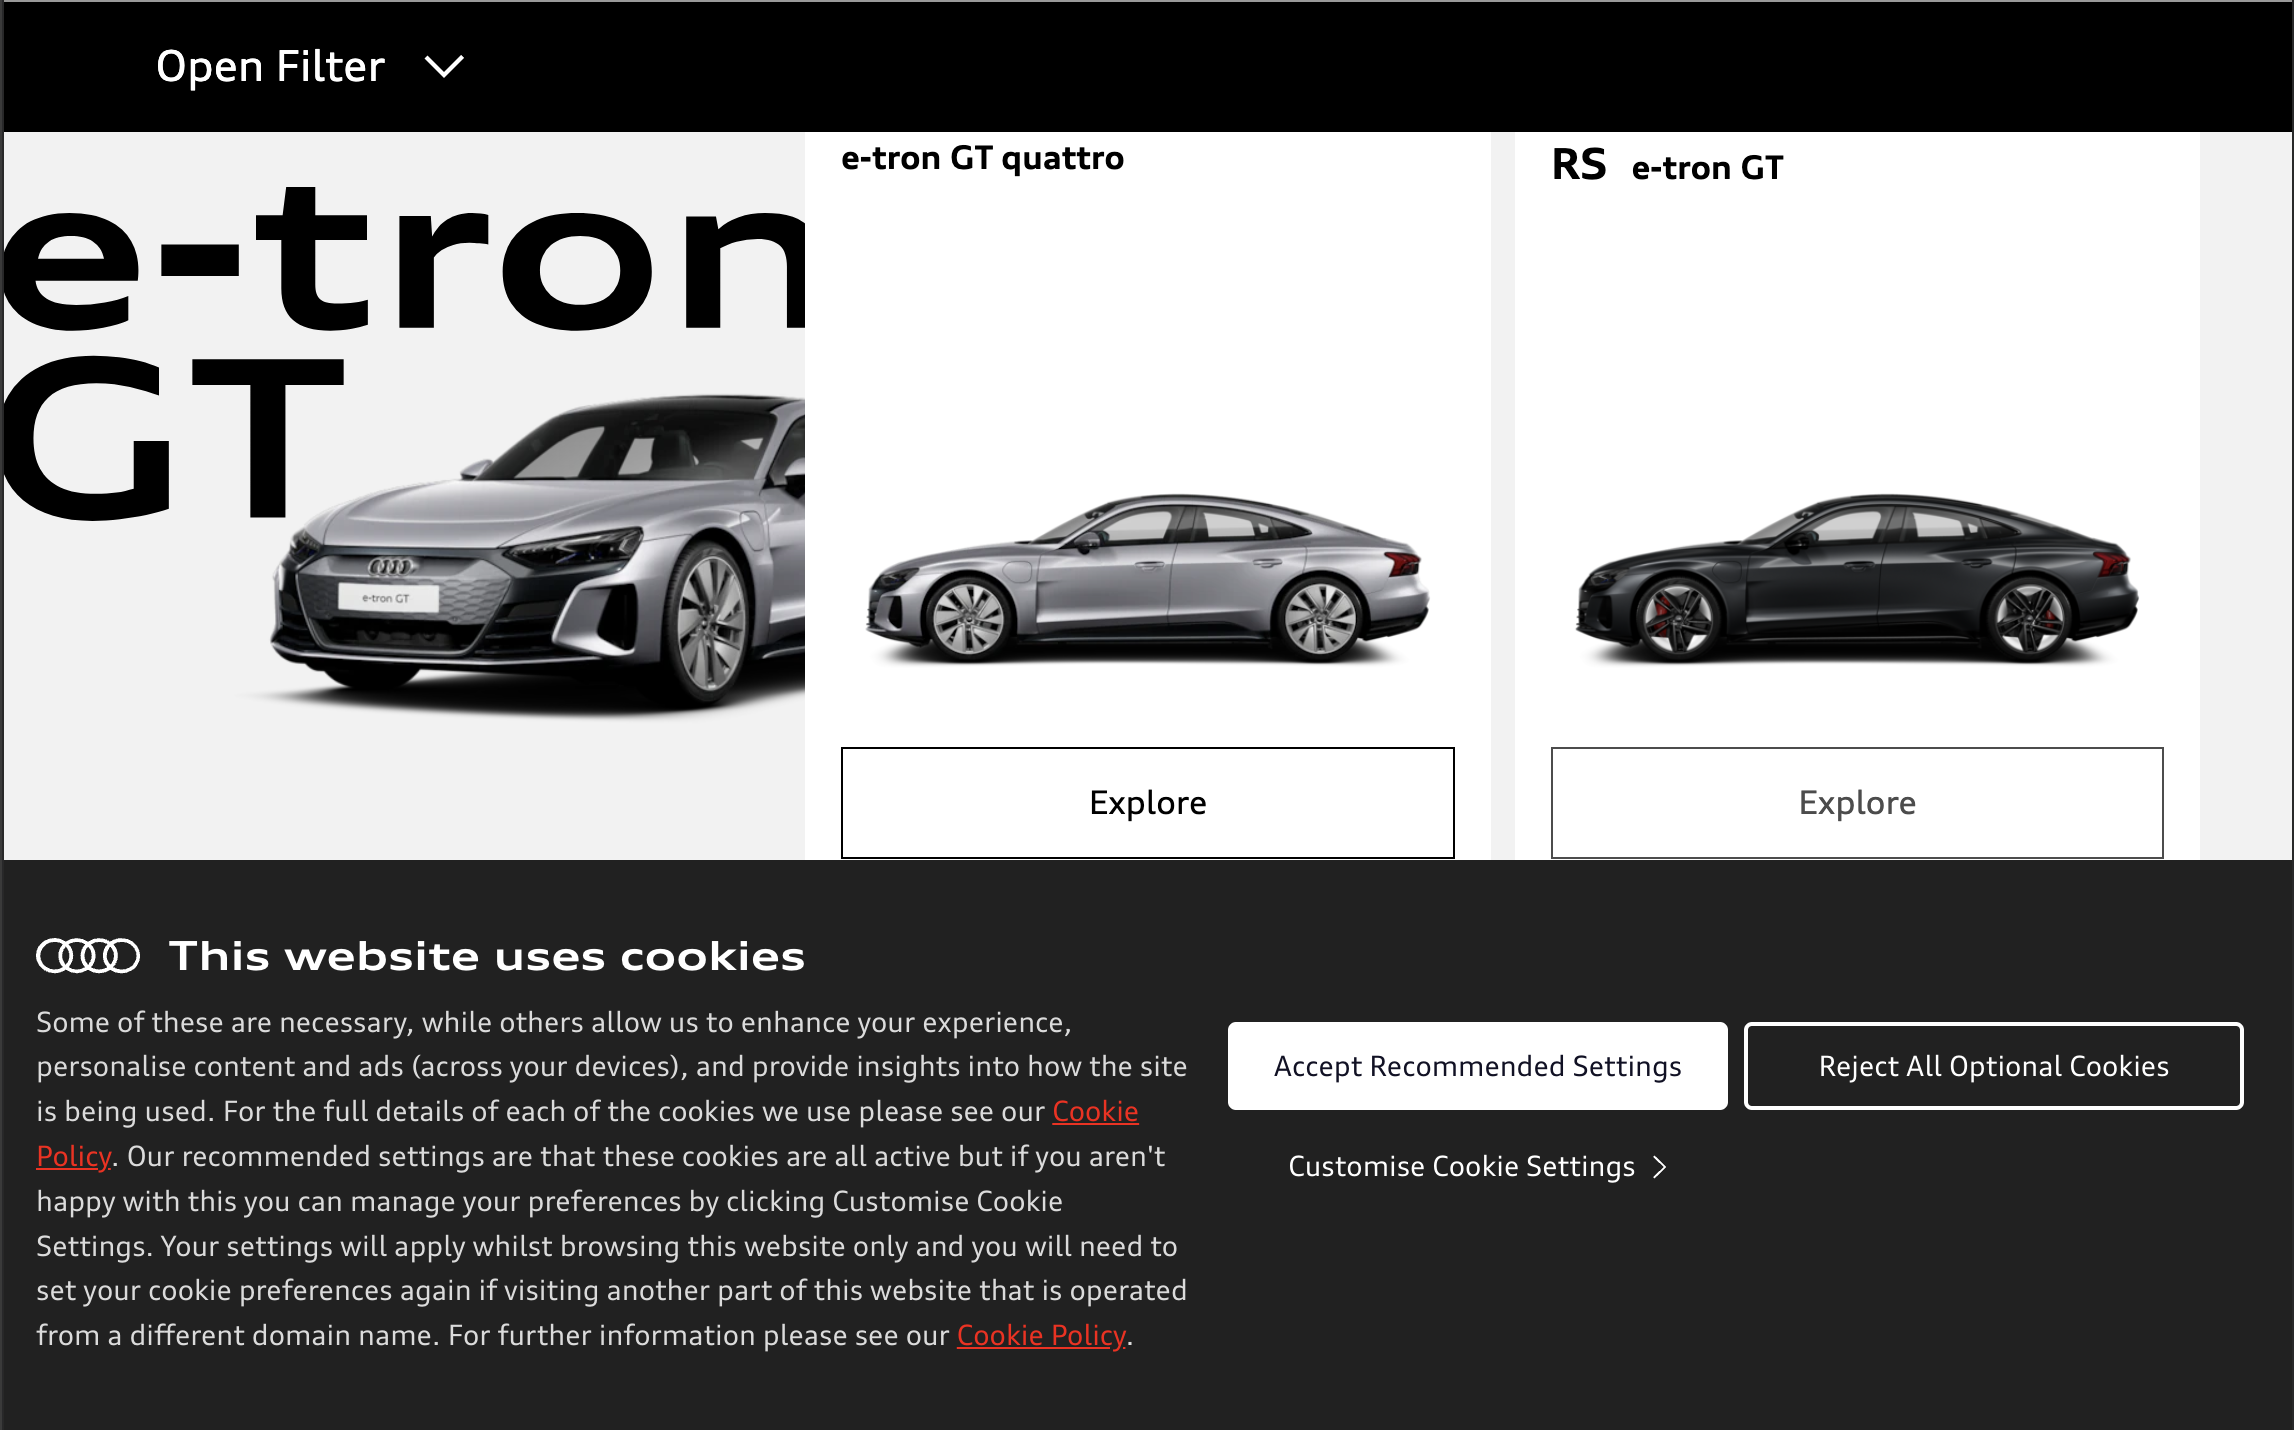 Open Filter
e-tron
GT
e-tron GT
e-tron GT quattro
Explore
RS e-tron GT
Explore
This website uses cookies
Some of these are necessary, while others allow us to enhance your experience,
personalise content and ads (across your devices), and provide insights into how the site
is being used. For the full details of each of the cookies we use please see our Cookie
Policy. Our recommended settings are that these cookies are all active but if you aren't
happy with this you can manage your preferences by clicking Customise Cookie
Settings. Your settings will apply whilst browsing this website only and you will need to
set your cookie preferences again if visiting another part of this website that is operated
from a different domain name. For further information please see our Cookie Policy.
Accept Recommended Settings
Reject All Optional Cookies
Customise Cookie Settings